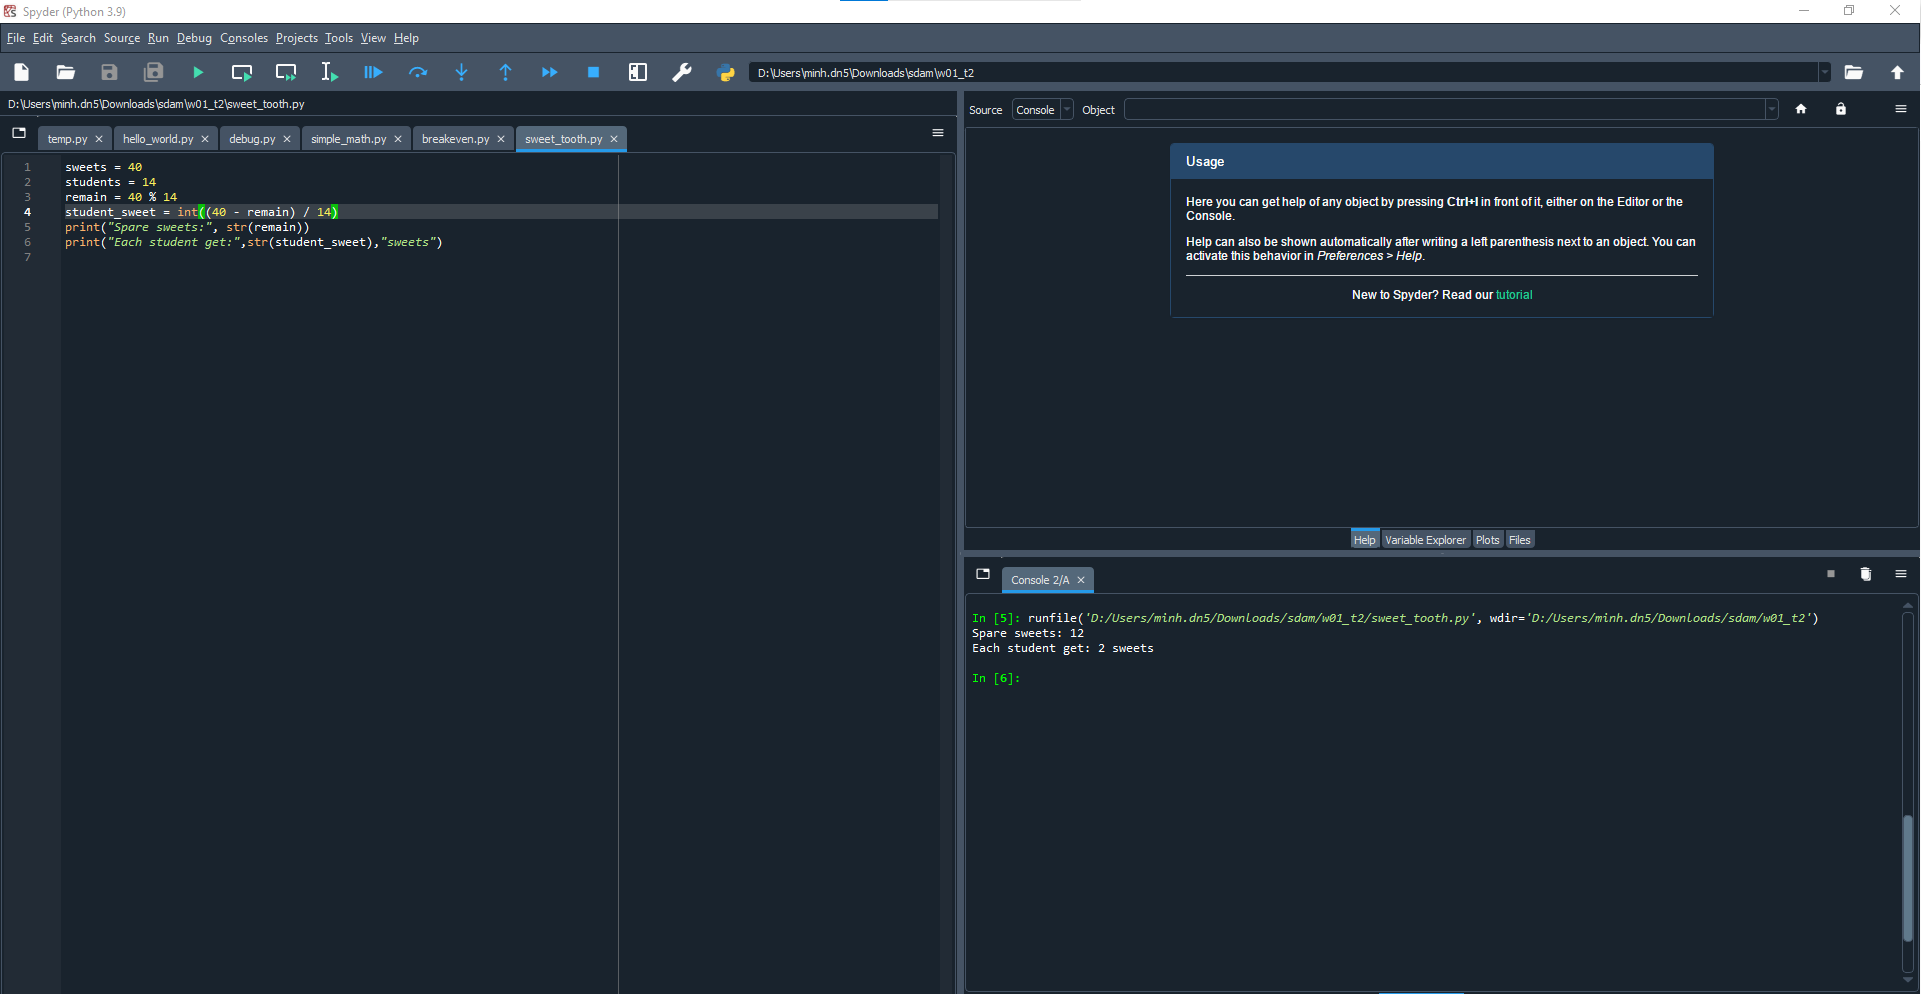 Spyder (Python 3.9)
File Edit Search Source Run Debug Consoles Projects Tools View Help
D:\Users\minh.dn5\Downloads\sdam\w01_t2
D:\Users\minh.dn5\Downloads\sdam\w01_t2\sweet_tooth.py
temp.py hello_world.py debug.py simple_math.py breakeven.py sweet_tooth.py
1 sweets = 40
2 students = 14
3 remain = 40 % 14
4 student_sweet = int((40 - remain) / 14)
5 print("Spare sweets:", str(remain))
6 print("Each student get:",str(student_sweet),"sweets")
7
Source Console Object
Usage
Here you can get help of any object by pressing Ctrl+I in front of it, either on the Editor or the
Console.
Help can also be shown automatically after writing a left parenthesis next to an object. You can
activate this behavior in Preferences > Help.
New to Spyder? Read our tutorial
Help Variable Explorer Plots Files
Console 2/A
In [5]: runfile('D:/Users/minh.dn5/Downloads/sdam/w01_t2/sweet_tooth.py', wdir='D:/Users/minh.dn5/Downloads/sdam/w01_t2')
Spare sweets: 12
Each student get: 2 sweets
In [6]: